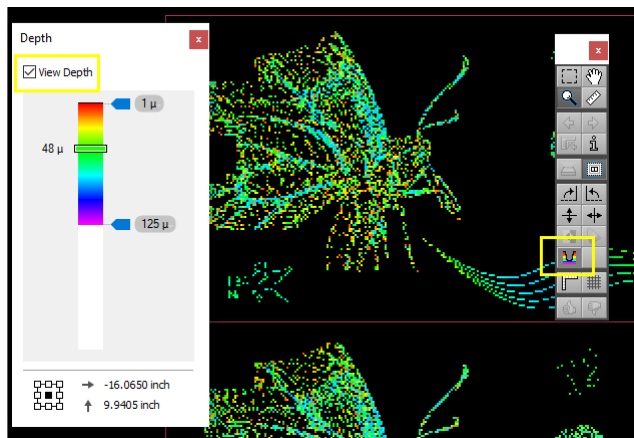 Depth
View Depth
1 µ
48 µ
125 µ
-16.0650 inch
9.9405 inch